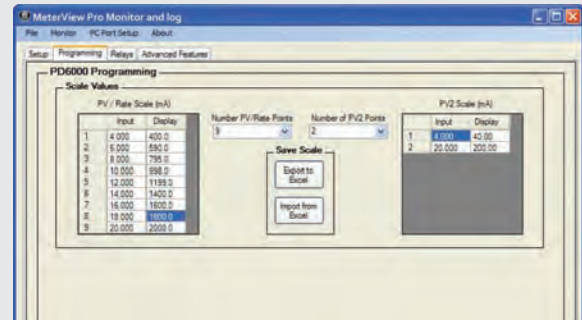 MeterView Pro Monitor and log
File Monitor PC Port Setup About
Setup Programming Relays Advanced Features
PD6000 Programming
Scale Values
PV / Rate Scale (mA) Number PV/Rate Points Number of PV2 Points PV2 Scale (mA)
Input Display 9 2 Input Display
1 4.000 400.0 1 4.000 40.00
2 6.000 590.0 2 20.000 200.00
3 8.000 795.0
4 10.000 998.0
5 12.000 1199.0
6 14.000 1400.0
7 16.000 1600.0
8 18.000 1800.0
9 20.000 2000.0
Save Scale
Export to
Excel
Import from
Excel